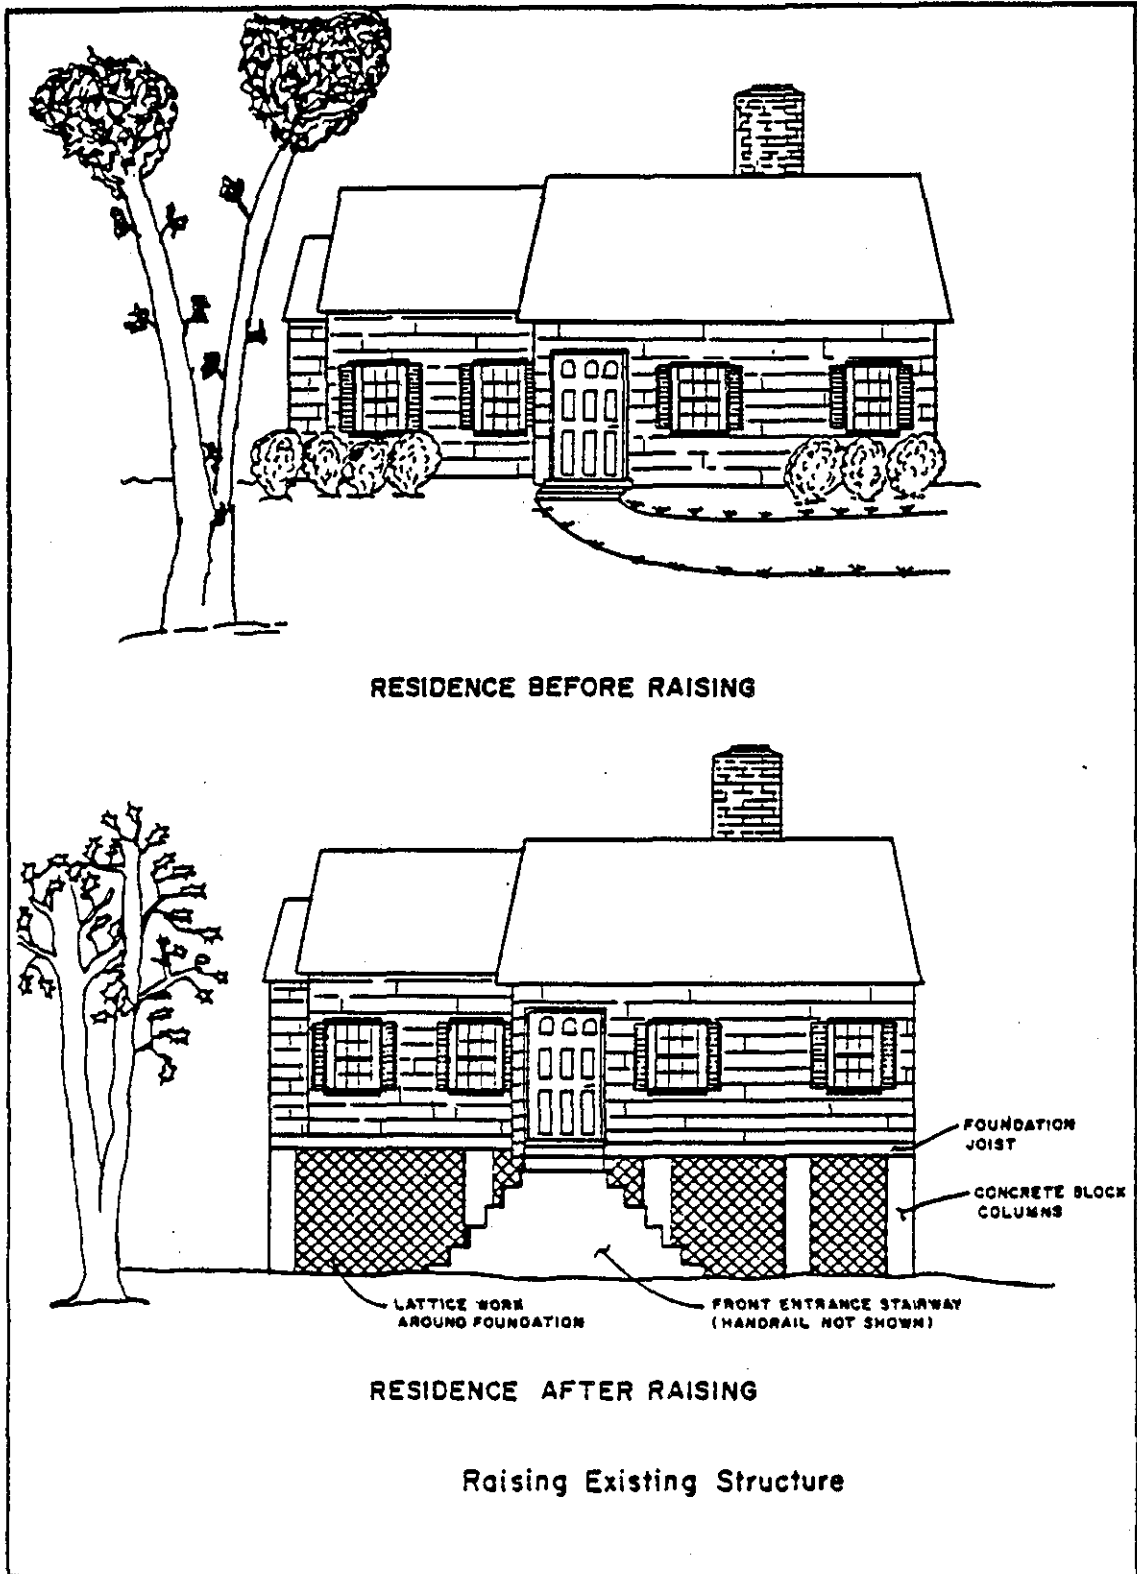 RESIDENCE BEFORE RAISING
FOUNDATION
JOIST
CONCRETE BLOCK
COLUMNS
LATTICE WORK
AROUND FOUNDATION
FRONT ENTRANCE STAIRWAY
(HANDRAIL NOT SHOWN)
RESIDENCE AFTER RAISING
Raising Existing Structure